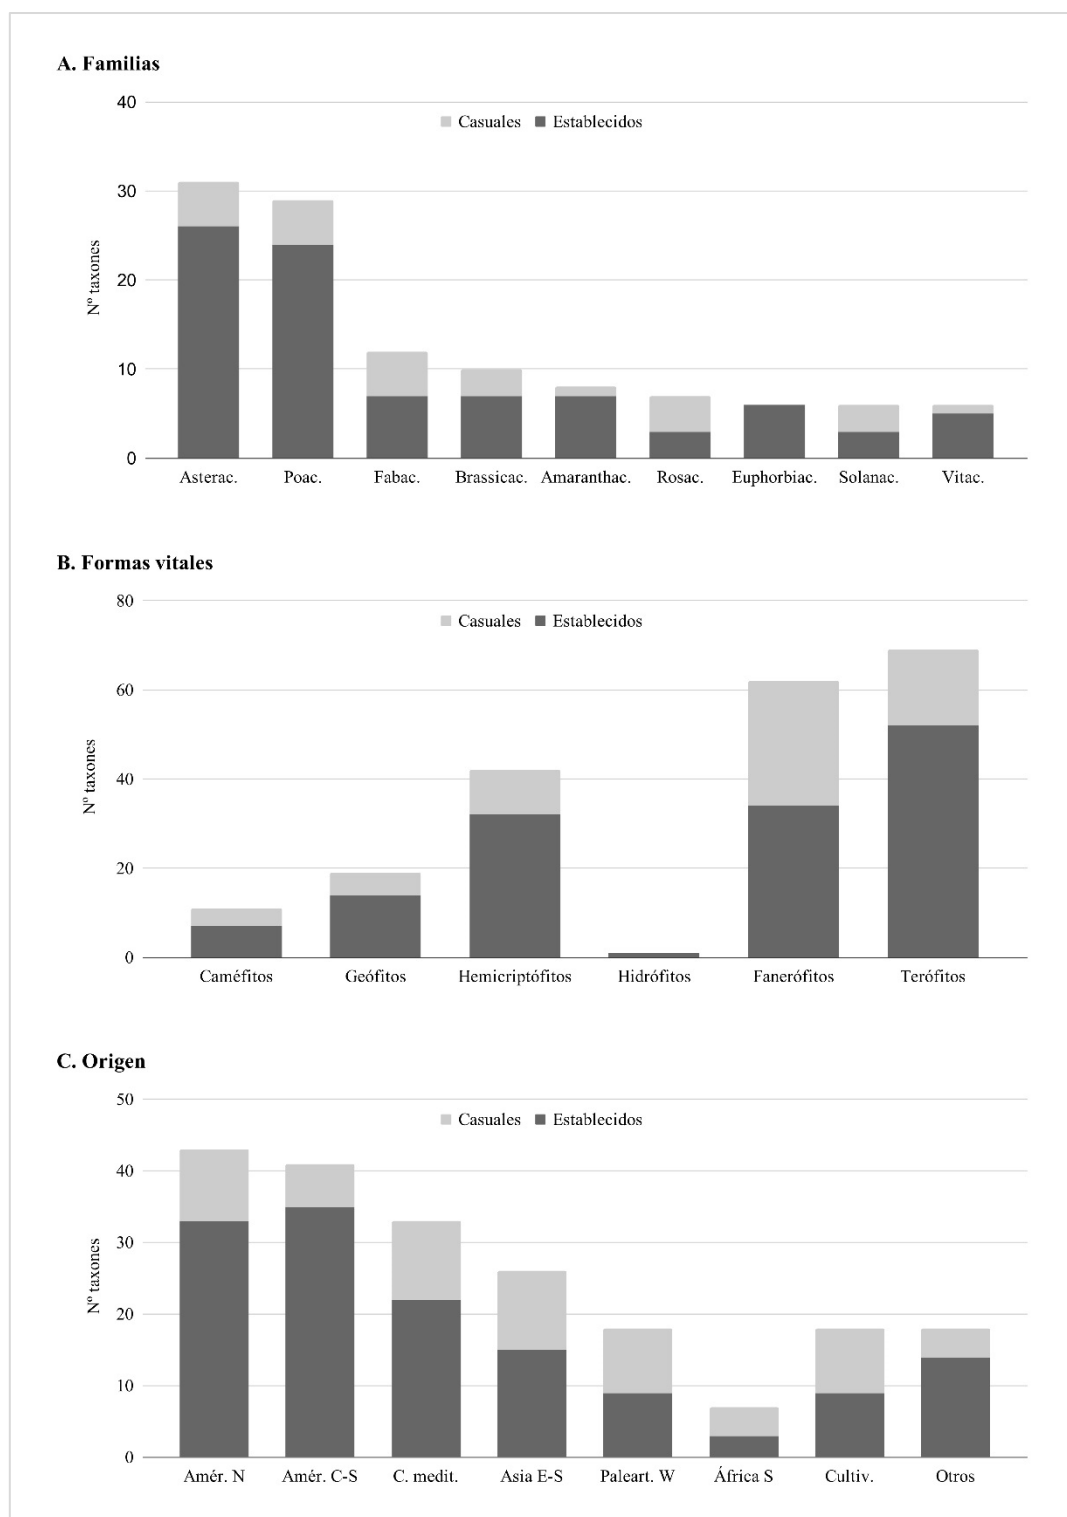 A. Familias
40
Casuales Establecidos
30
20
10
0
Nº taxones
Asterac. Poac. Fabac. Brassicac. Amaranthac. Rosac. Euphorbiac. Solanac. Vitac.
B. Formas vitales
80
Casuales Establecidos
60
40
20
0
Nº taxones
Caméfitos Geófitos Hemicriptófitos Hidrófitos Fanerófitos Terófitos
C. Origen
50
Casuales Establecidos
40
30
20
10
0
Nº taxones
Amér. N Amér. C-S C. medit. Asia E-S Paleart. W África S Cultiv. Otros